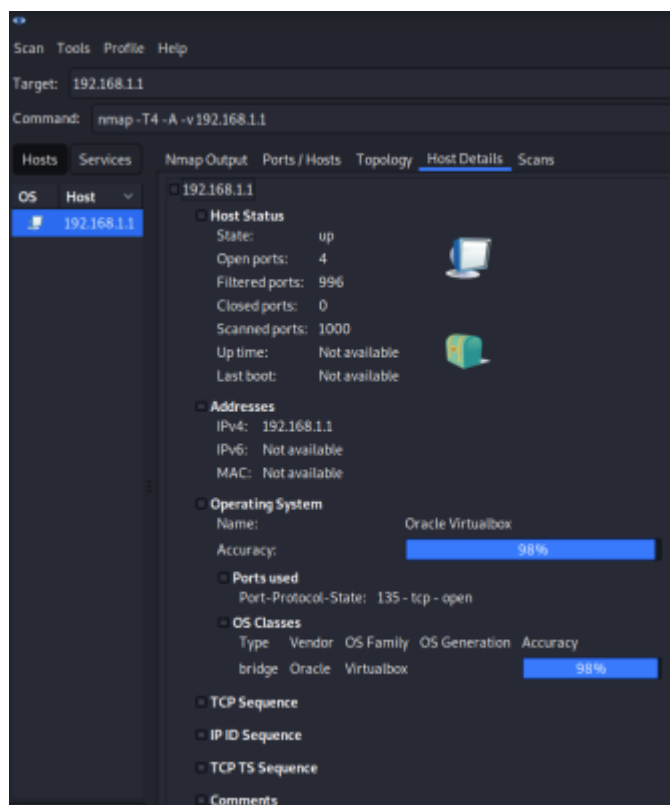 Scan Tools Profile Help
Target: 192.168.1.1
Command: nmap -T4 -A -v 192.168.1.1
Hosts Services
Nmap Output Ports / Hosts Topology Host Details Scans
OS Host
192.168.1.1
192.168.1.1
Host Status
State: up
Open ports: 4
Filtered ports: 996
Closed ports: 0
Scanned ports: 1000
Up time: Not available
Last boot: Not available
Addresses
IPv4: 192.168.1.1
IPv6: Not available
MAC: Not available
Operating System
Name: Oracle Virtualbox
Accuracy: 98%
Ports used
Port-Protocol-State: 135 - tcp - open
OS Classes
Type Vendor OS Family OS Generation Accuracy
bridge Oracle Virtualbox 98%
TCP Sequence
IP ID Sequence
TCP TS Sequence
Comments